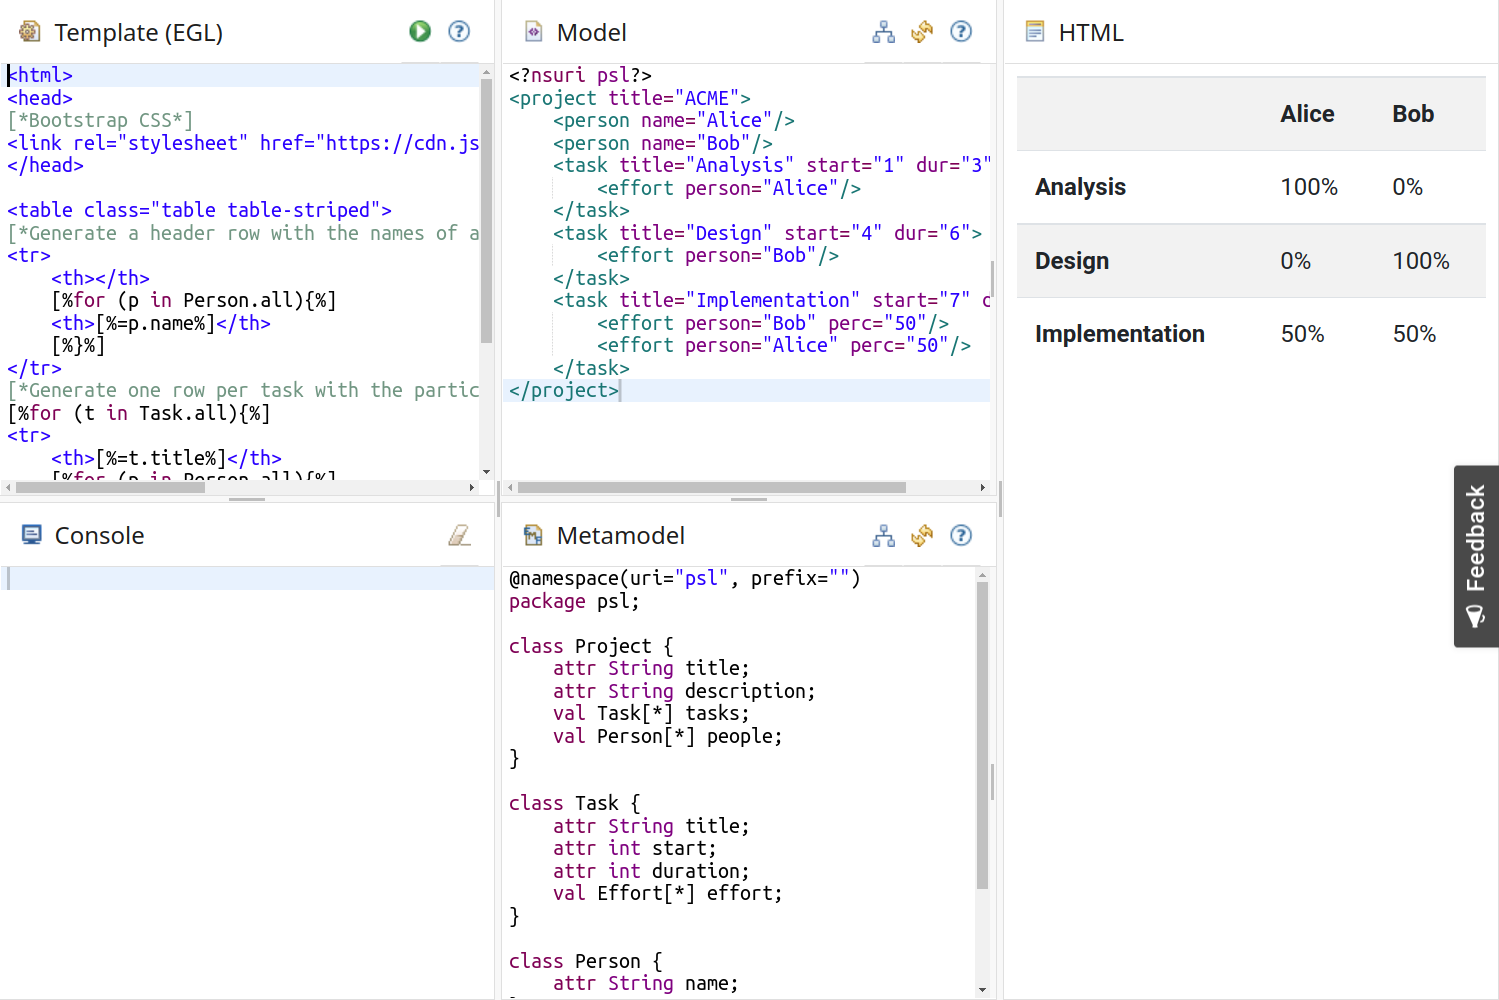 Template (EGL)
<html>
<head>
[*Bootstrap CSS*]
<link rel="stylesheet" href="https://cdn.js
</head>
<table class="table table-striped">
[*Generate a header row with the names of a
<tr>
    <th></th>
    [%for (p in Person.all){%]
    <th>[%=p.name%]</th>
    [%}%]
</tr>
[*Generate one row per task with the partic
[%for (t in Task.all){%]
<tr>
    <th>[%=t.title%]</th>
    [%for (p in Person.all){%]
Console
Model
<?nsuri psl?>
<project title="ACME">
    <person name="Alice"/>
    <person name="Bob"/>
    <task title="Analysis" start="1" dur="3"
        <effort person="Alice"/>
    </task>
    <task title="Design" start="4" dur="6">
        <effort person="Bob"/>
    </task>
    <task title="Implementation" start="7"
        <effort person="Bob" perc="50"/>
        <effort person="Alice" perc="50"/>
    </task>
</project>
Metamodel
@namespace(uri="psl", prefix="")
package psl;
class Project {
    attr String title;
    attr String description;
    val Task[*] tasks;
    val Person[*] people;
}
class Task {
    attr String title;
    attr int start;
    attr int duration;
    val Effort[*] effort;
}
class Person {
    attr String name;
HTML
Alice Bob
Analysis 100% 0%
Design 0% 100%
Implementation 50% 50%
Feedback